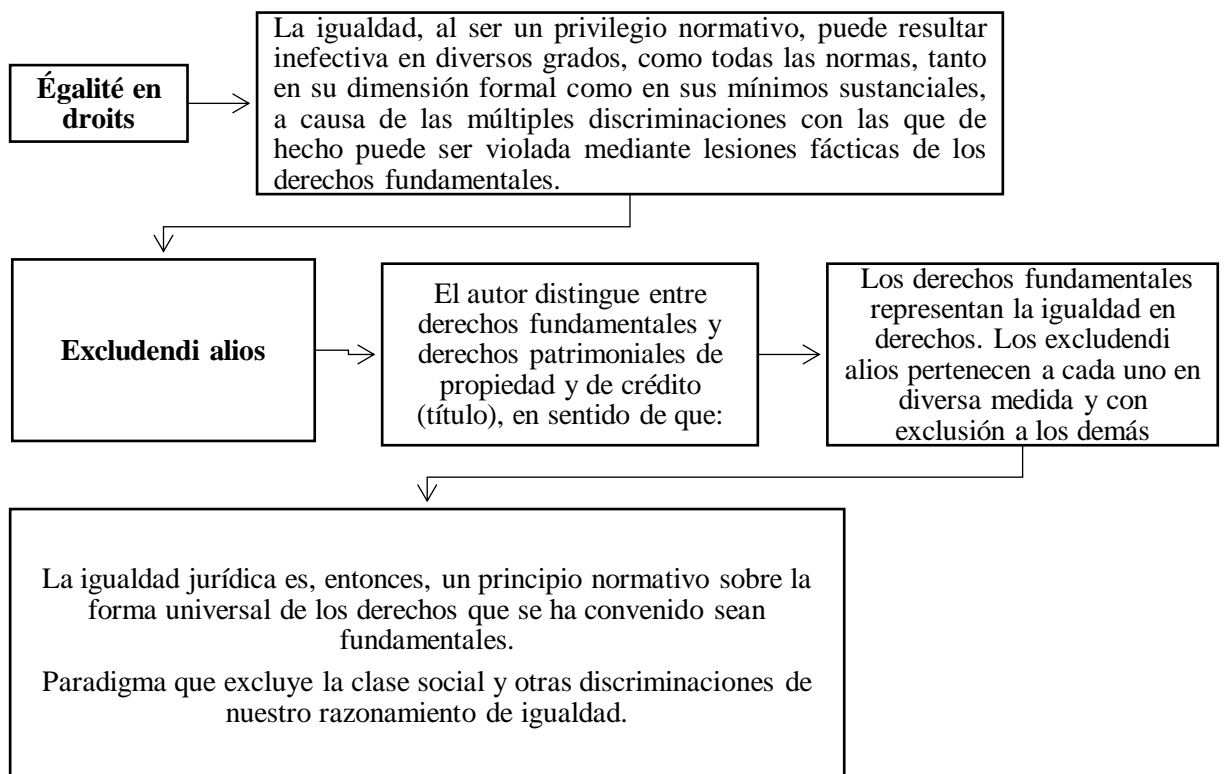 La igualdad, al ser un privilegio normativo, puede resultar
inefectiva en diversos grados, como todas las normas, tanto
en su dimensión formal como en sus mínimos sustanciales,
a causa de las múltiples discriminaciones con las que de
hecho puede ser violada mediante lesiones fácticas de los
derechos fundamentales.
Égalité en
droits
Excludendi alios
El autor distingue entre
derechos fundamentales y
derechos patrimoniales de
propiedad y de crédito
(título), en sentido de que:
Los derechos fundamentales
representan la igualdad en
derechos. Los excludendi
alios pertenecen a cada uno en
diversa medida y con
exclusión a los demás
La igualdad jurídica es, entonces, un principio normativo sobre la
forma universal de los derechos que se ha convenido sean
fundamentales.
Paradigma que excluye la clase social y otras discriminaciones de
nuestro razonamiento de igualdad.